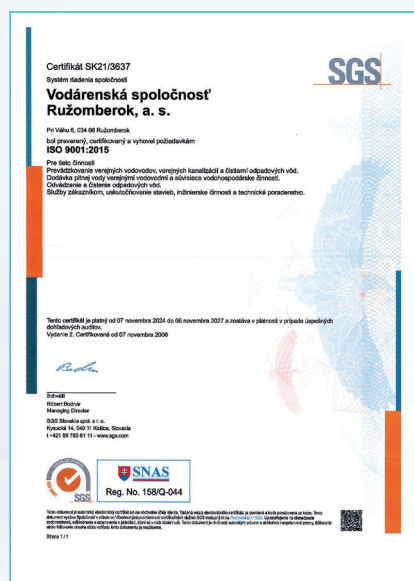 Certifikát SK21/3637
SGS
Systém riadenia spoločnosti
Vodárenská spoločnosť
Ružomberok, a. s.
Pri Váhu 6, 034 06 Ružomberok
bol preverený, certifikovaný a vyhovel požiadavkám
ISO 9001:2015
Pre tieto činnosti
Prevádzkovanie verejných vodovodov, verejných kanalizácií a čistiarní odpadových vôd.
Dodávka pitnej vody verejnými vodovodmi a súvisiace vodohospodárske činnosti.
Odvádzanie a čistenie odpadových vôd.
Služby zákazníkom, uskutočňovanie stavieb, inžinierske činnosti a technické poradenstvo.
Tento certifikát je platný od 07 novembra 2024 do 06 novembra 2027 a zostáva v platnosti v prípade úspešných
dohľadových auditov.
Vydanie 2. Certifikované od 07 novembra 2006
Schválil
Róbert Bodnár
Managing Director
SGS Slovakia spol. s r. o.
Kysucká 14, 040 11 Košice, Slovakia
t +421 55 783 61 11 - www.sgs.com
SGS
SNAS
Reg. No. 158/Q-044
Strana 1/1